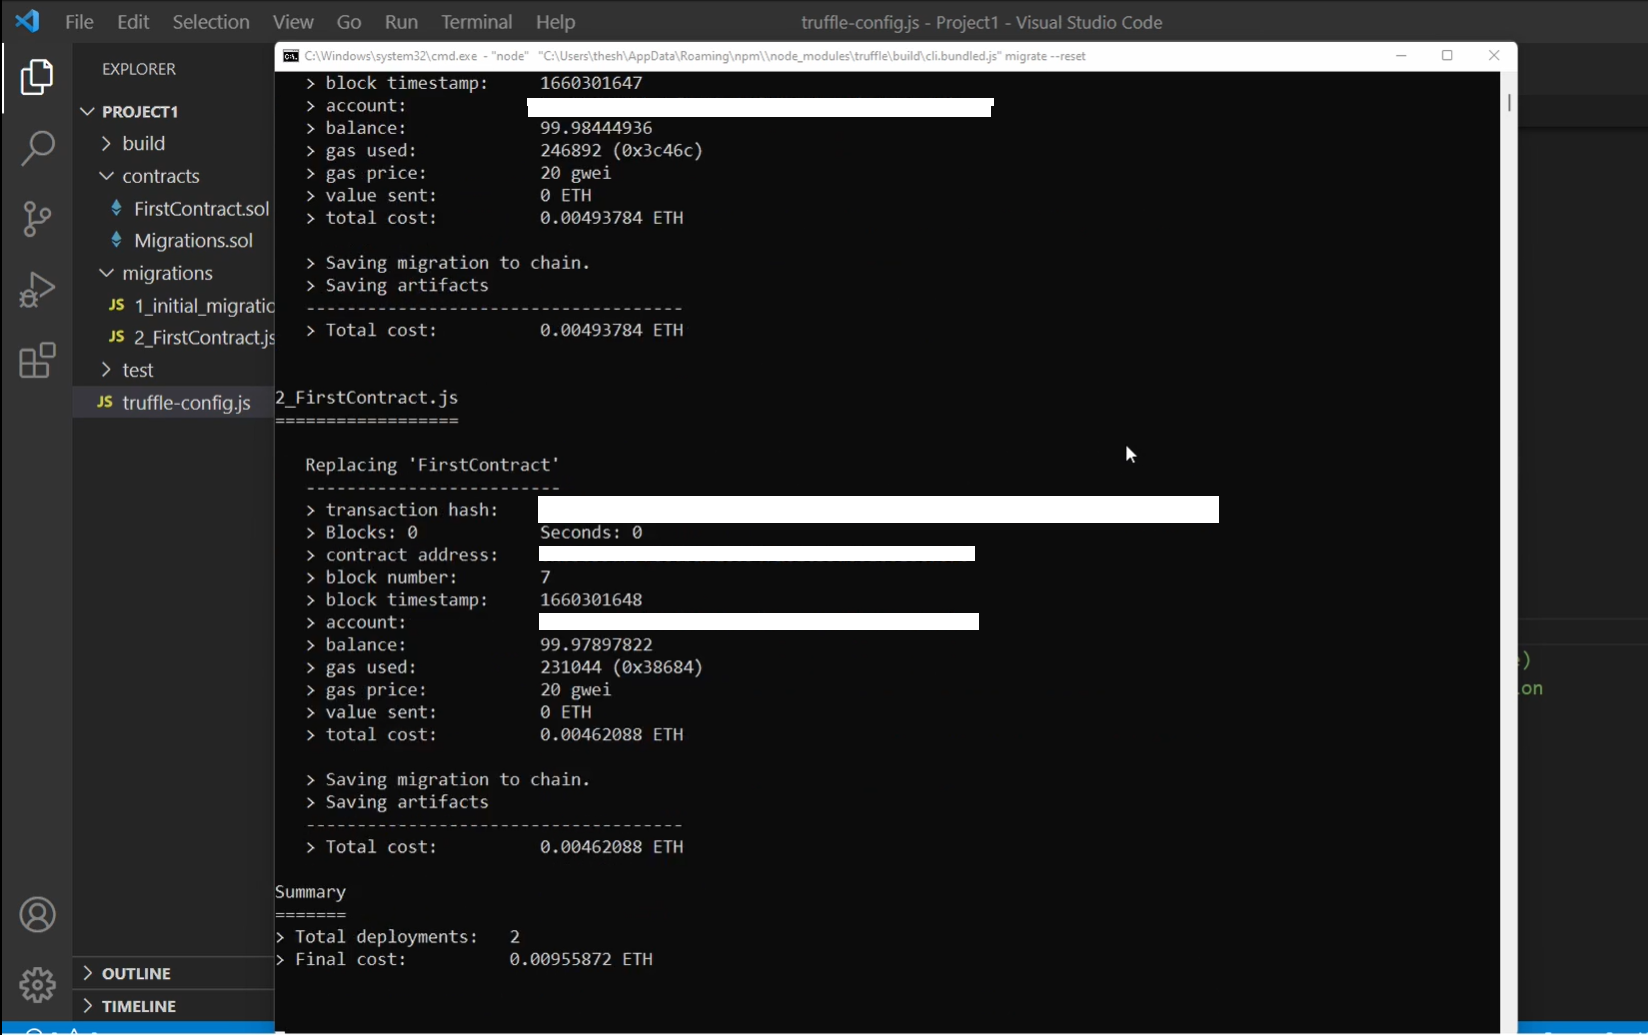 File Edit Selection View Go Run Terminal Help truffle-config.js - Project1 - Visual Studio Code
EXPLORER
PROJECT1
build
contracts
FirstContract.sol
Migrations.sol
migrations
JS 1_initial_migratio
JS 2_FirstContract.js
test
JS truffle-config.js
OUTLINE
TIMELINE
C:\Windows\system32\cmd.exe - "node" "C:\Users\thesh\AppData\Roaming\npm\\node_modules\truffle\build\cli.bundled.js" migrate --reset
> block timestamp: 1660301647
> account:
> balance: 99.98444936
> gas used: 246892 (0x3c46c)
> gas price: 20 gwei
> value sent: 0 ETH
> total cost: 0.00493784 ETH
> Saving migration to chain.
> Saving artifacts
-------------------------------------
> Total cost: 0.00493784 ETH
2_FirstContract.js
==================
Replacing 'FirstContract'
-------------------------
> transaction hash:
> Blocks: 0 Seconds: 0
> contract address:
> block number: 7
> block timestamp: 1660301648
> account:
> balance: 99.97897822
> gas used: 231044 (0x38684)
> gas price: 20 gwei
> value sent: 0 ETH
> total cost: 0.00462088 ETH
> Saving migration to chain.
> Saving artifacts
-------------------------------------
> Total cost: 0.00462088 ETH
Summary
=======
> Total deployments: 2
> Final cost: 0.00955872 ETH
)
on